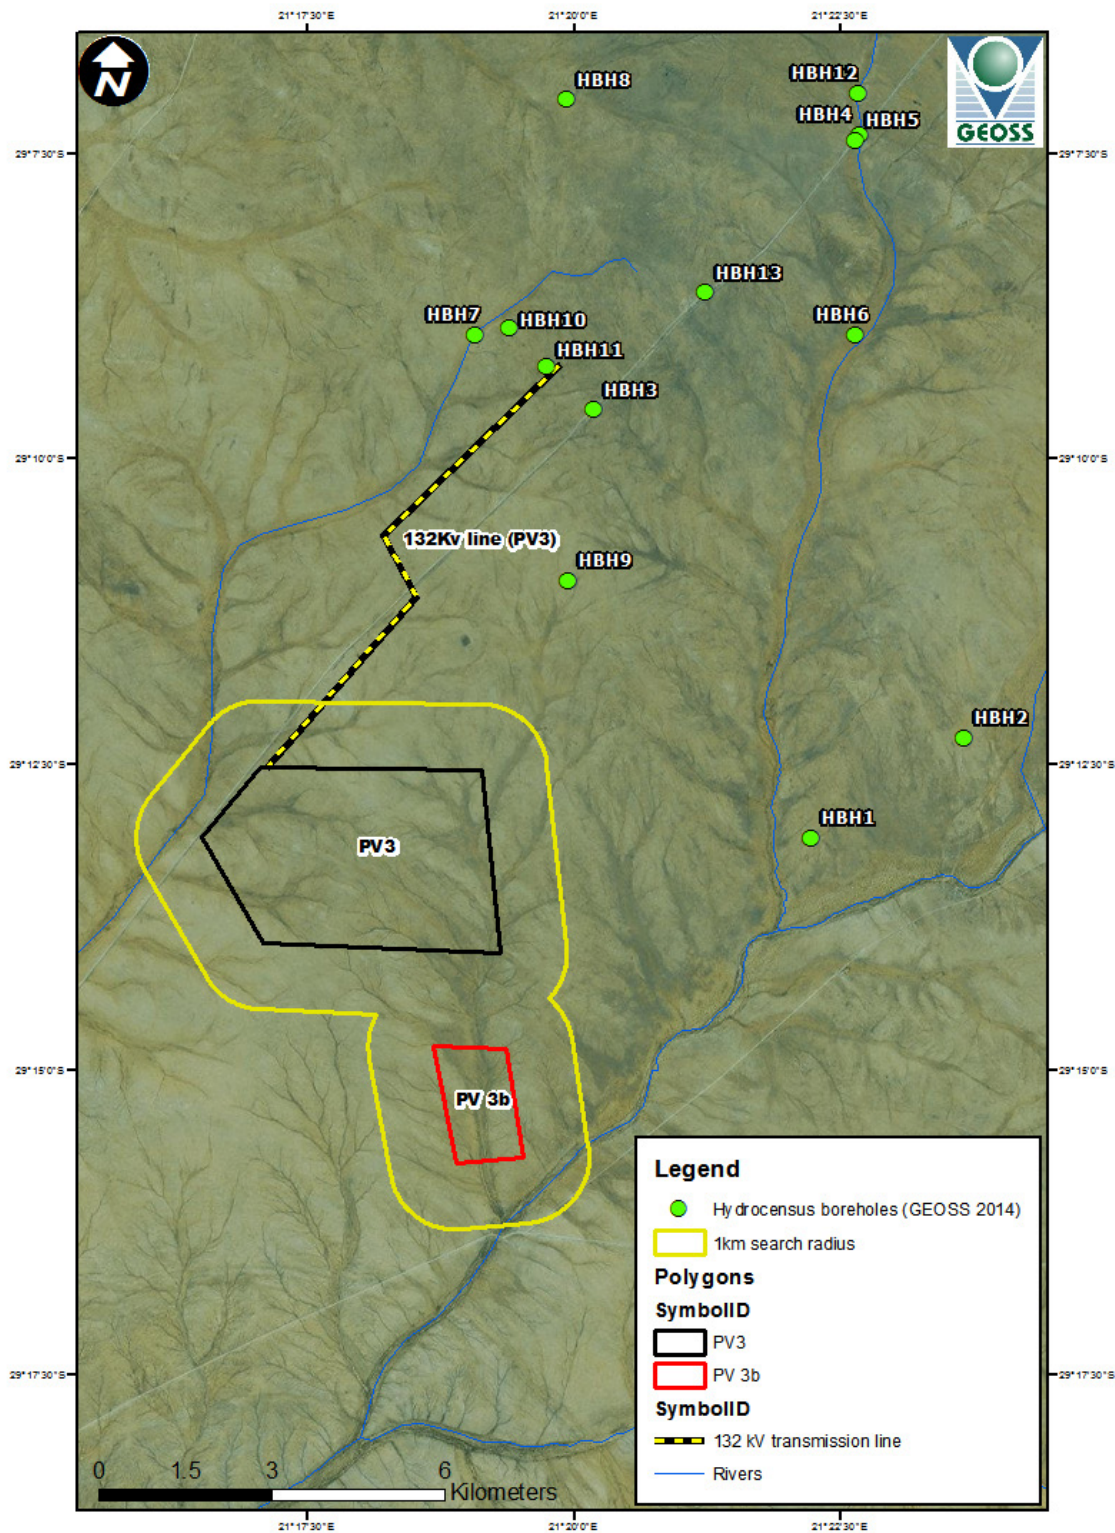 21°17'30"E 21°20'0"E 21°22'30"E
N
GEOSS
HBH8
HBH12
HBH4
HBH5
29°7'30"S 29°7'30"S
HBH13
HBH7
HBH10
HBH6
HBH11
HBH3
29°10'0"S 29°10'0"S
132Kv line (PV3)
HBH9
HBH2
29°12'30"S 29°12'30"S
HBH1
PV3
29°15'0"S 29°15'0"S
PV 3b
Legend
Hydrocensus boreholes (GEOSS 2014)
1km search radius
Polygons
SymbolID
PV3
PV 3b
SymbolID
132 kV transmission line
Rivers
29°17'30"S 29°17'30"S
0 1.5 3 6
Kilometers
21°17'30"E 21°20'0"E 21°22'30"E